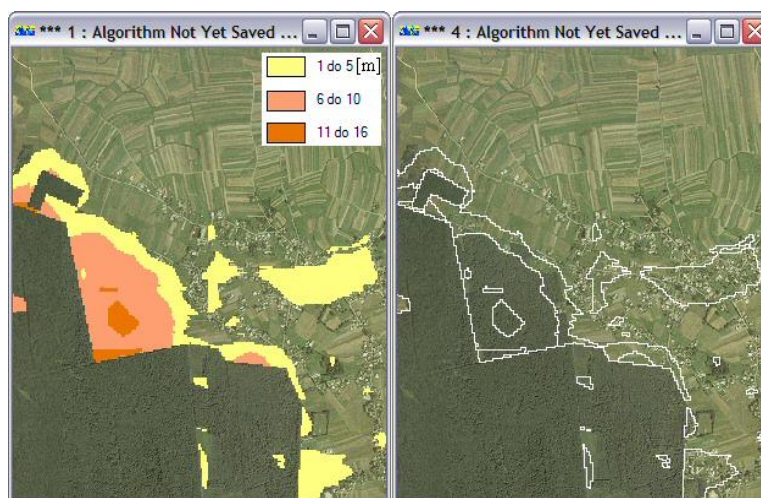 *** 1 : Algorithm Not Yet Saved ...
*** 4 : Algorithm Not Yet Saved ...
1 do 5 [m]
6 do 10
11 do 16